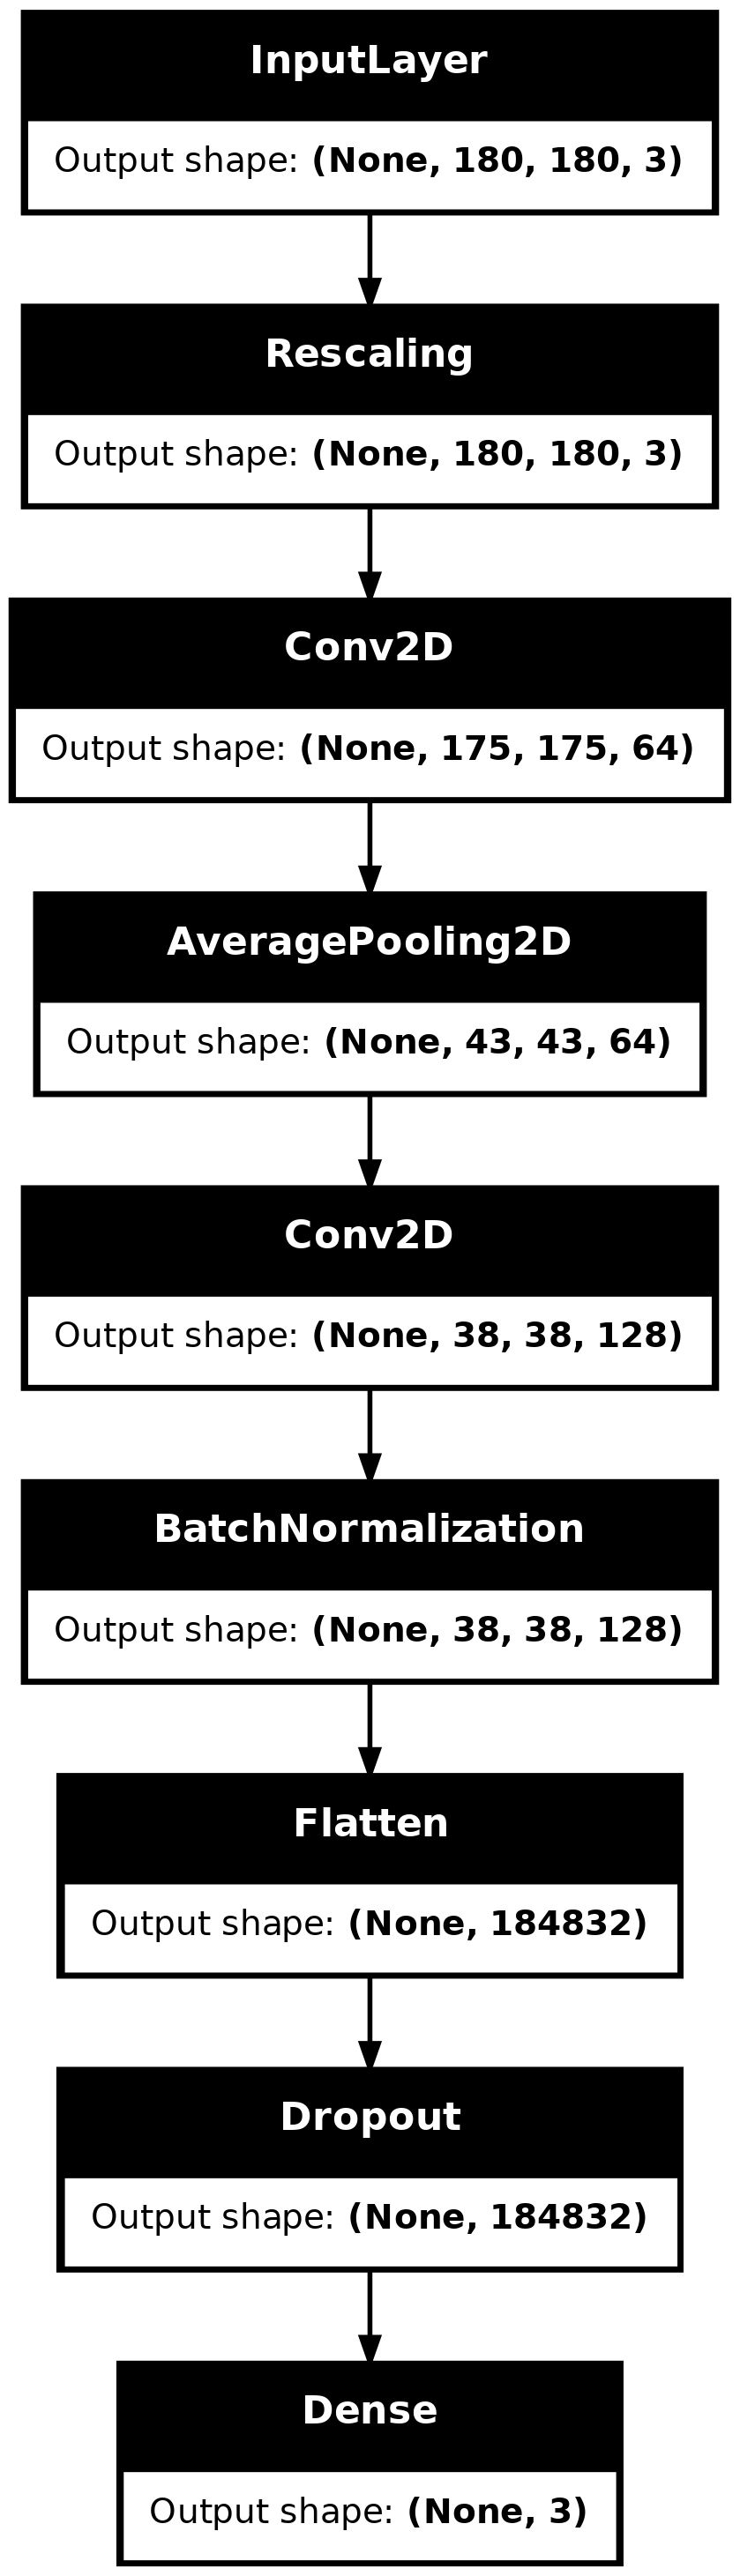 InputLayer
Output shape: (None, 180, 180, 3)
Rescaling
Output shape: (None, 180, 180, 3)
Conv2D
Output shape: (None, 175, 175, 64)
AveragePooling2D
Output shape: (None, 43, 43, 64)
Conv2D
Output shape: (None, 38, 38, 128)
BatchNormalization
Output shape: (None, 38, 38, 128)
Flatten
Output shape: (None, 184832)
Dropout
Output shape: (None, 184832)
Dense
Output shape: (None, 3)